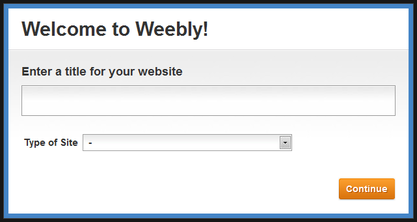 Welcome to Weebly!
Enter a title for your website
Type of Site -
Continue